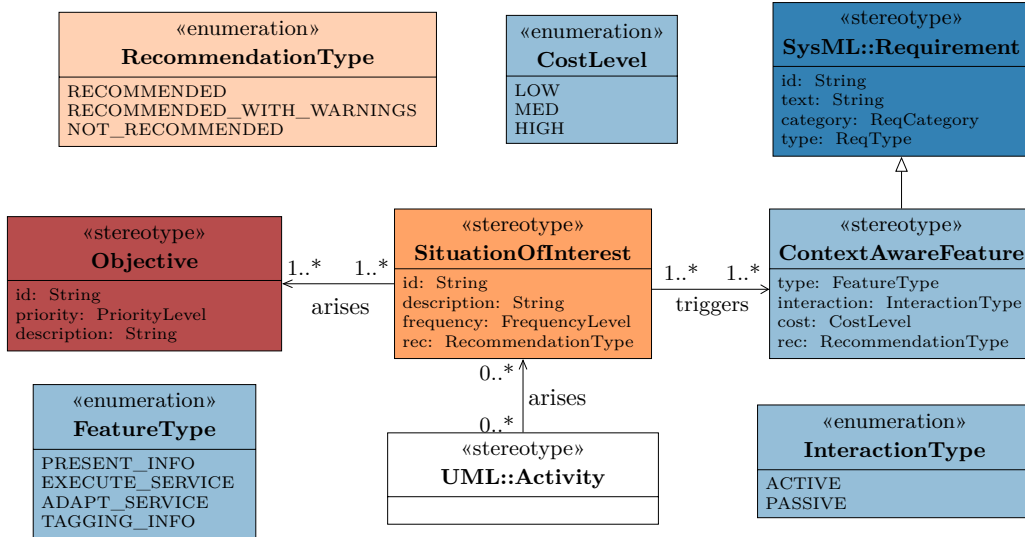 «enumeration»
RecommendationType
RECOMMENDED
RECOMMENDED_WITH_WARNINGS
NOT_RECOMMENDED
«enumeration»
CostLevel
LOW
MED
HIGH
«stereotype»
SysML::Requirement
id: String
text: String
category: ReqCategory
type: ReqType
«stereotype»
Objective
id: String
priority: PriorityLevel
description: String
1..*
1..*
arises
«stereotype»
SituationOfInterest
id: String
description: String
frequency: FrequencyLevel
rec: RecommendationType
1..*
1..*
triggers
«stereotype»
ContextAwareFeature
type: FeatureType
interaction: InteractionType
cost: CostLevel
rec: RecommendationType
0..*
arises
0..*
«enumeration»
FeatureType
PRESENT_INFO
EXECUTE_SERVICE
ADAPT_SERVICE
TAGGING_INFO
«stereotype»
UML::Activity
«enumeration»
InteractionType
ACTIVE
PASSIVE